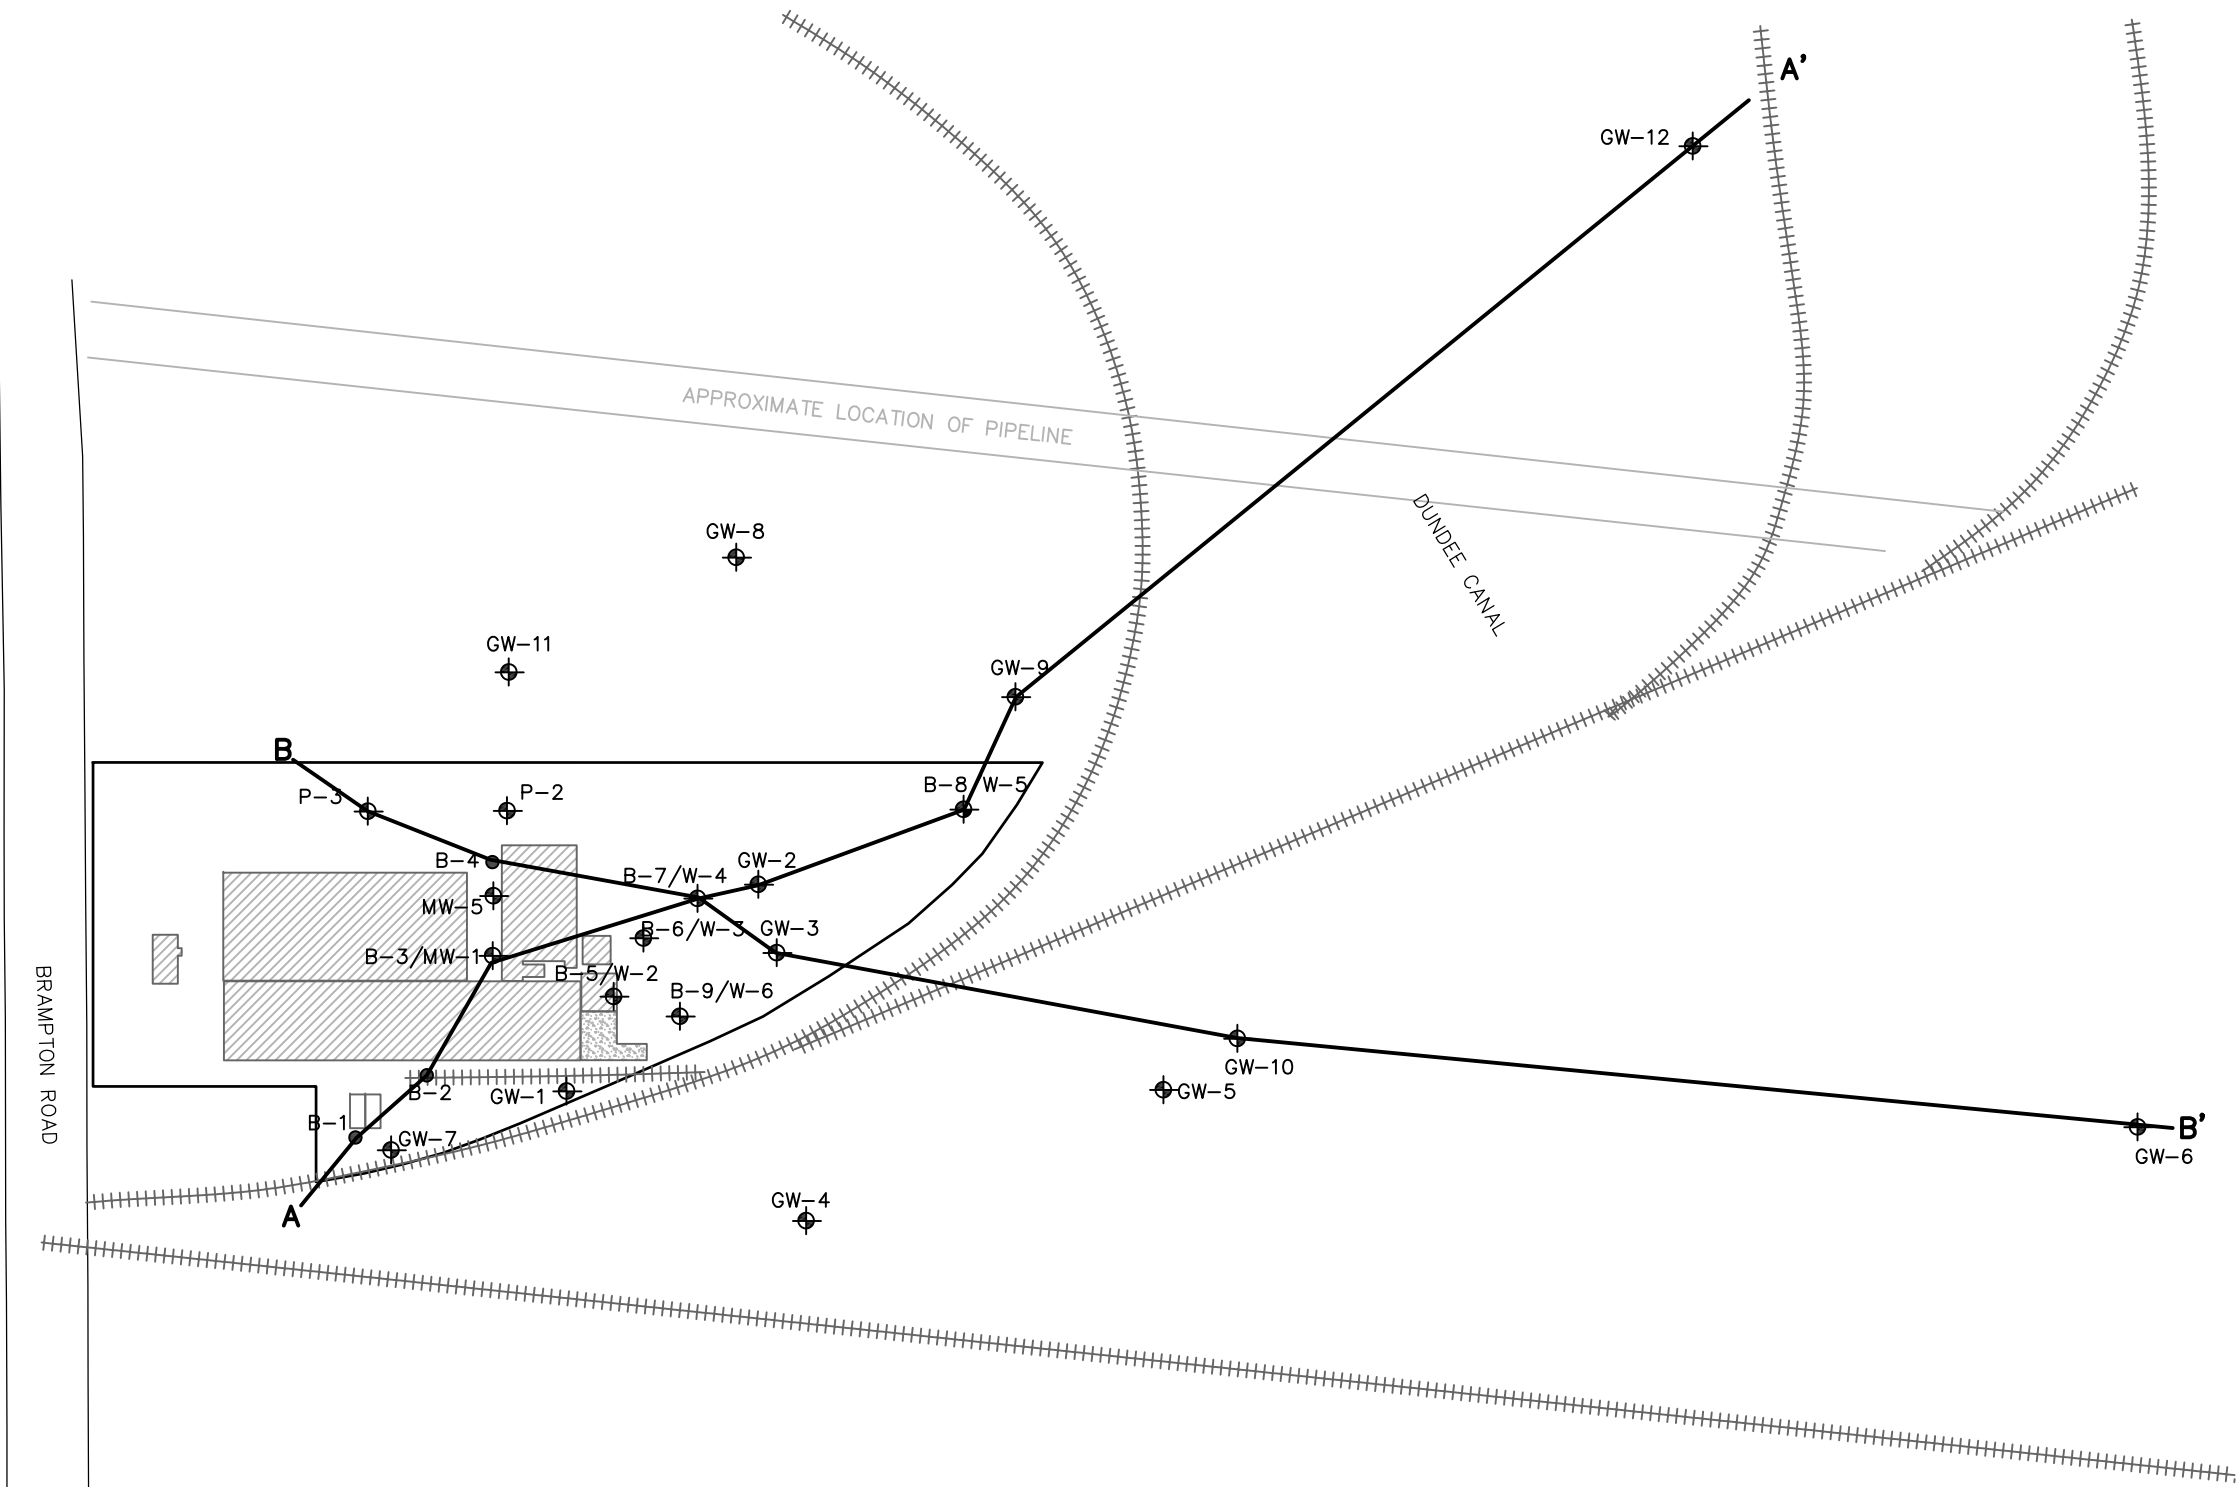 A’
GW-12
APPROXIMATE LOCATION OF PIPELINE
DUNDEE CANAL
GW-8
GW-11
GW-9
B
P-3
P-2
B-8 W-5
B-4
GW-2
B-7/W-4
MW-5
B-6/W-3
GW-3
B-3/MW-1
B-5/W-2
B-9/W-6
BRAMPTON ROAD
GW-10
B-2
GW-1
GW-5
B-1
GW-7
B’
GW-6
A
GW-4